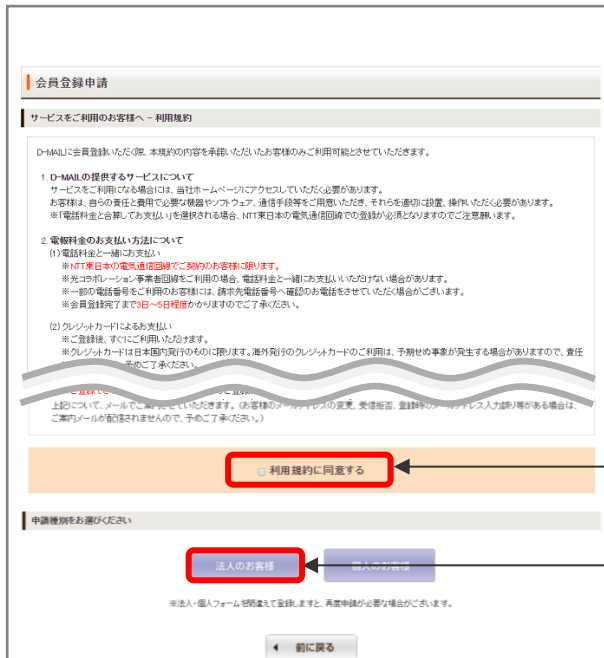 会員登録申請
サービスをご利用のお客様へ – 利用規約
D-MAILに会員登録いただく際、本規約の内容を承諾いただいたお客様のみご利用可能とさせていただきます。
1. D-MAILの提供するサービスについて
サービスをご利用になる場合には、当社ホームページにアクセスしていただく必要があります。
お客様は、自らの責任と費用で必要な機器やソフトウェア、通信手段等をご用意いただき、それらを適切に設置、操作いただく必要があります。
※「電話料金と合算してお支払い」を選択される場合、NTT東日本の電気通信回線での登録が必須となりますのでご注意願います。
2. 電報料金のお支払い方法について
(1)電話料金と一緒にお支払い
※NTT東日本の電気通信回線でご契約のお客様に限ります。
※光コラボレーション事業者回線をご利用の場合、電話料金と一緒にお支払いいただけない場合があります。
※一部の電話番号をご利用のお客様には、請求先電話番号へ確認のお電話をさせていただく場合がございます。
※会員登録完了まで3日～5日程度かかりますのでご了承ください。
(2)クレジットカードによるお支払い
※ご登録後、すぐにご利用いただけます。
※クレジットカードは日本国内発行のものに限ります。海外発行のクレジットカードのご利用は、予期せぬ事象が発生する場合がありますので、責任
予めご了承ください。
上記について、メールでご案内させていただきます。(お客様のメールアドレスの変更、受信拒否、登録時のメールアドレス入力誤り等がある場合は、
ご案内メールが配信されませんので、予めご了承ください。)
利用規約に同意する
申請種別をお選びください
法人のお客様
個人のお客様
※法人・個人フォームを間違えて登録しますと、再度申請が必要な場合がございます。
前に戻る